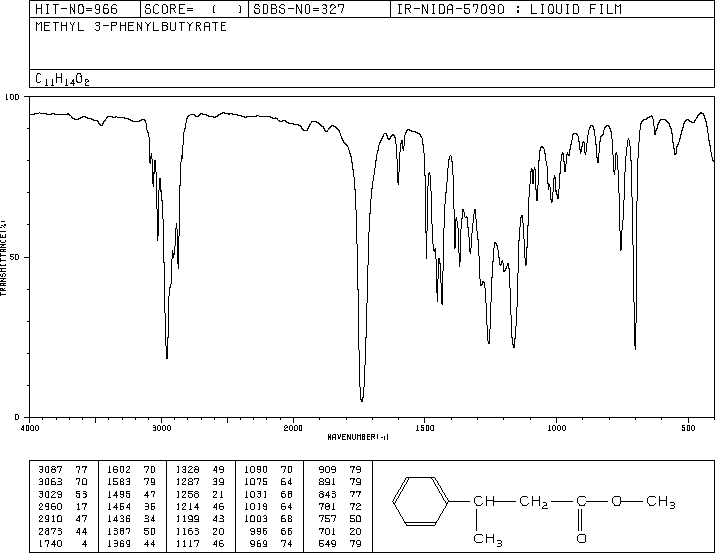 HIT-NO=966 SCORE= ( ) SDBS-NO=327 IR-NIDA-57090 : LIQUID FILM
METHYL 3-PHENYLBUTYRATE
C11H14O2
100
50
0
TRANSMITTANCE(%)
4000 3000 2000 1500 1000 500
WAVENUMBER(-1)
3087 77 1602 70 1328 49 1090 70 909 79
3063 70 1583 79 1287 39 1075 64 891 79
3029 53 1495 47 1258 21 1031 68 843 77
2960 17 1454 36 1214 46 1019 64 781 72
2910 47 1436 34 1199 43 1003 68 757 50
2873 44 1387 50 1163 20 996 66 701 20
1740 4 1369 44 1117 46 969 74 549 79
CH CH2 C O CH3
CH3 O